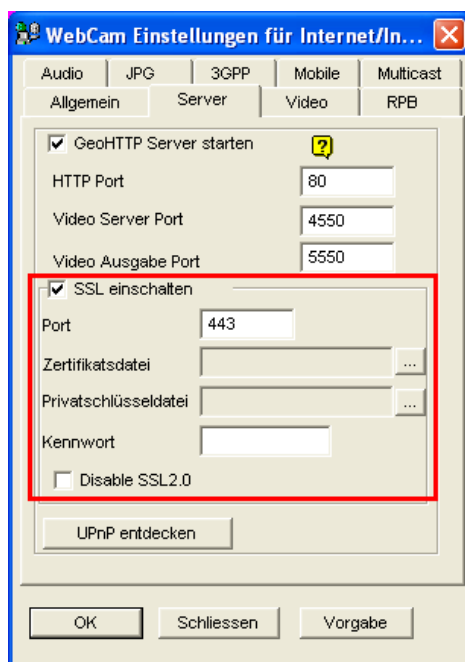 WebCam Einstellungen für Internet/In...
Audio JPG 3GPP Mobile Multicast
Allgemein Server Video RPB
GeoHTTP Server starten ?
HTTP Port 80
Video Server Port 4550
Video Ausgabe Port 5550
SSL einschalten
Port 443
Zertifikatsdatei ...
Privatschlüsseldatei ...
Kennwort
Disable SSL2.0
UPnP entdecken
OK Schliessen Vorgabe